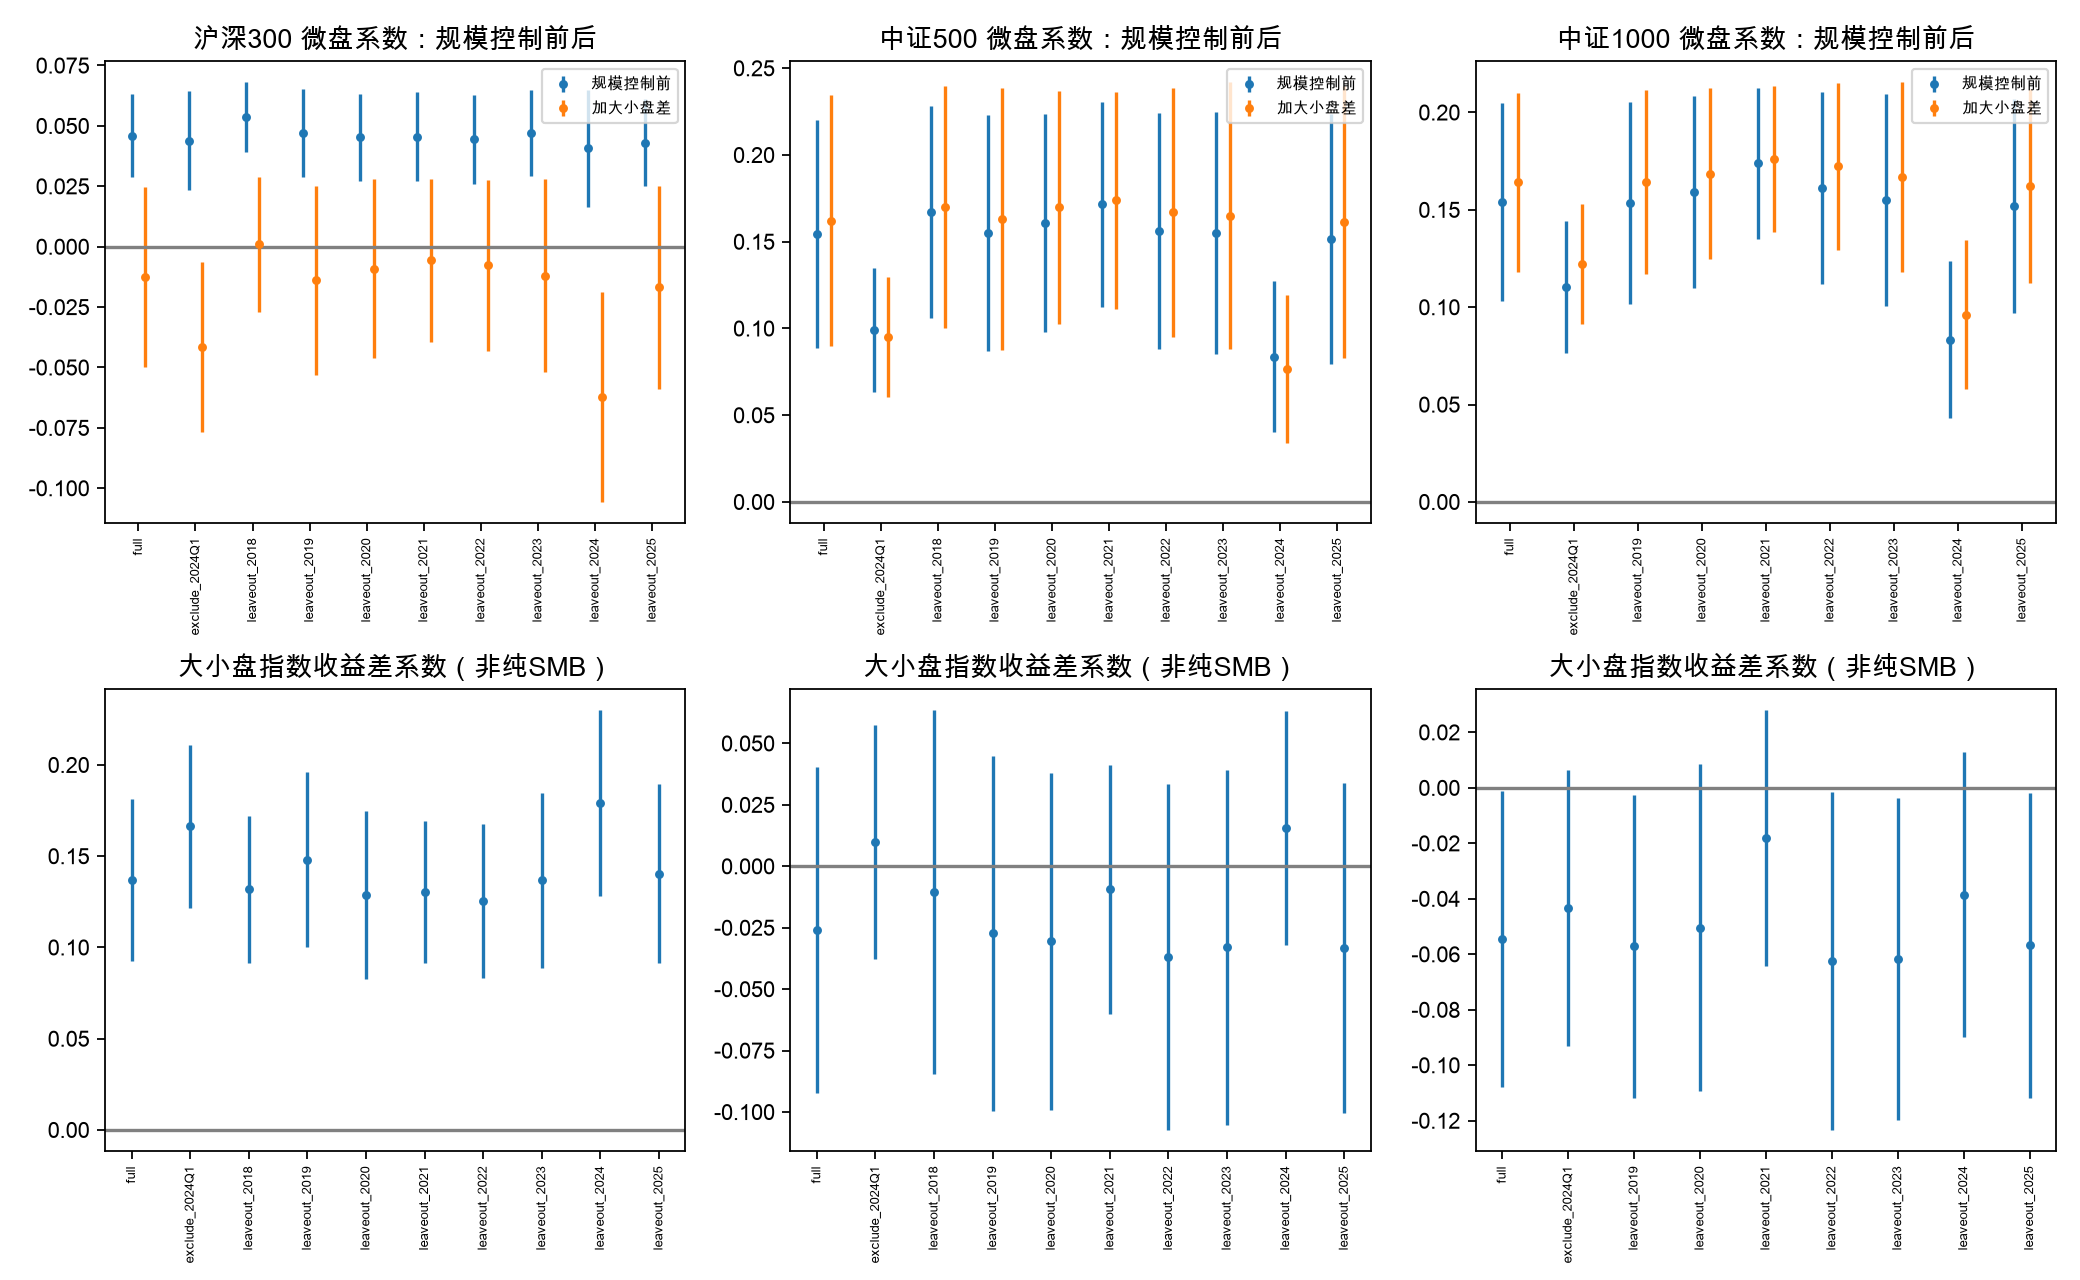 沪深300 微盘系数：规模控制前后
0.075
0.050
0.025
0.000
-0.025
-0.050
-0.075
-0.100
规模控制前
加大小盘差
full
exclude_2024Q1
leaveout_2018
leaveout_2019
leaveout_2020
leaveout_2021
leaveout_2022
leaveout_2023
leaveout_2024
leaveout_2025
中证500 微盘系数：规模控制前后
0.25
0.20
0.15
0.10
0.05
0.00
规模控制前
加大小盘差
full
exclude_2024Q1
leaveout_2018
leaveout_2019
leaveout_2020
leaveout_2021
leaveout_2022
leaveout_2023
leaveout_2024
leaveout_2025
中证1000 微盘系数：规模控制前后
0.20
0.15
0.10
0.05
0.00
规模控制前
加大小盘差
full
exclude_2024Q1
leaveout_2019
leaveout_2020
leaveout_2021
leaveout_2022
leaveout_2023
leaveout_2024
leaveout_2025
大小盘指数收益差系数（非纯SMB）
0.20
0.15
0.10
0.05
0.00
full
exclude_2024Q1
leaveout_2018
leaveout_2019
leaveout_2020
leaveout_2021
leaveout_2022
leaveout_2023
leaveout_2024
leaveout_2025
大小盘指数收益差系数（非纯SMB）
0.050
0.025
0.000
-0.025
-0.050
-0.075
-0.100
full
exclude_2024Q1
leaveout_2018
leaveout_2019
leaveout_2020
leaveout_2021
leaveout_2022
leaveout_2023
leaveout_2024
leaveout_2025
大小盘指数收益差系数（非纯SMB）
0.02
0.00
-0.02
-0.04
-0.06
-0.08
-0.10
-0.12
full
exclude_2024Q1
leaveout_2019
leaveout_2020
leaveout_2021
leaveout_2022
leaveout_2023
leaveout_2024
leaveout_2025